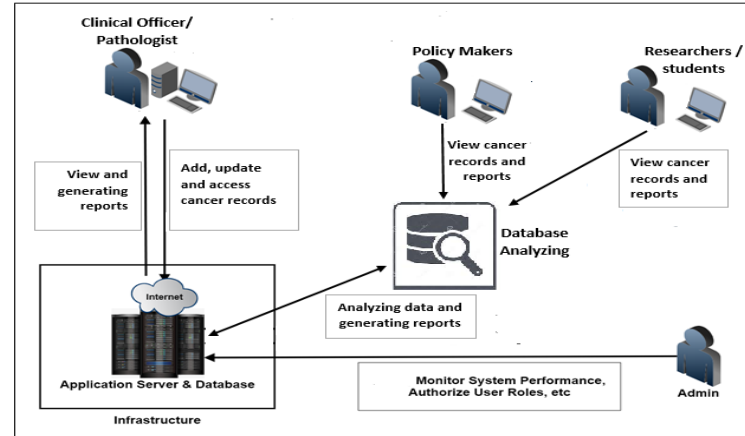 Clinical Officer/
Pathologist
Policy Makers
Researchers /
students
View and
generating
reports
Add, update
and access
cancer records
View cancer
records and
reports
View cancer
records and
reports
Database
Analyzing
Internet
Analyzing data and
generating reports
Application Server & Database
Infrastructure
Monitor System Performance,
Authorize User Roles, etc
Admin